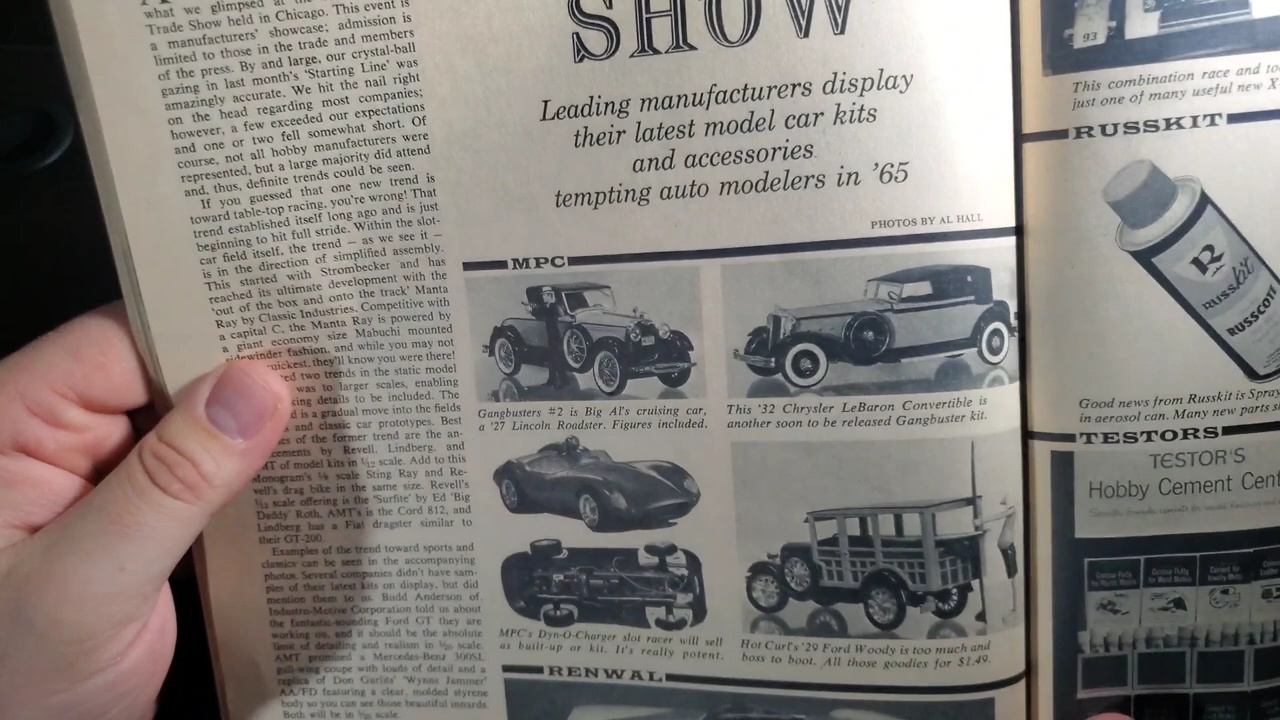 what we glimpsed at the
Trade Show held in Chicago. This event is
a manufacturers' showcase; admission is
limited to those in the trade and members
of the press. By and large, our crystal-ball
gazing in last month's 'Starting Line' was
amazingly accurate. We hit the nail right
on the head regarding most companies;
however, a few exceeded our expectations
and one or two fell somewhat short. Of
course, not all hobby manufacturers were
represented, but a large majority did attend
and, thus, definite trends could be seen.
If you guessed that one new trend is
toward table-top racing, you're wrong! That
trend established itself long ago and is just
beginning to hit full stride. Within the slot-
car field itself, the trend — as we see it —
is in the direction of simplified assembly.
This started with Strombecker and has
reached its ultimate development with the
'out of the box and onto the track' Manta
Ray by Classic Industries. Competitive with
a capital C, the Manta Ray is powered by
a giant economy size Mabuchi mounted
sidewinder fashion, and while you may not
quickest, they'll know you were there!
two trends in the static model
was to larger scales, enabling
details to be included. The
is a gradual move into the fields
and classic car prototypes. Best
of the former trend are the an-
by Revell, Lindberg, and
of model kits in 1/12 scale. Add to this
Monogram's 1/8 scale Sting Ray and Re-
vell's drag bike in the same size. Revell's
1/12 scale offering is the 'Surfite' by Ed 'Big
Daddy' Roth, AMT's is the Cord 812, and
Lindberg has a Fiat dragster similar to
their GT-200.
Examples of the trend toward sports and
classics can be seen in the accompanying
photos. Several companies didn't have sam-
ples of their latest kits on display, but did
mention them to us. Budd Anderson of
Industro-Motive Corporation told us about
the fantastic-sounding Ford GT they are
working on, and it should be the absolute
limit of detailing and realism in scale.
AMT promised a Mercedes-Benz 300SL
gull-wing coupe with loads of detail and a
replica of Don Garlits' 'Wynns Jammer'
AA/FD featuring a clear, molded styrene
body so you can see those beautiful innards.
Both will be in scale.
SHOW
Leading manufacturers display
their latest model car kits
and accessories
tempting auto modelers in '65
PHOTOS BY AL HALL
MPC
Gangbusters #2 is Big Al's cruising car,
a '27 Lincoln Roadster. Figures included.
This '32 Chrysler LeBaron Convertible is
another soon to be released Gangbuster kit.
MPC's Dyn-O-Charger slot racer will sell
as built-up or kit. It's really potent.
Hot Curl's '29 Ford Woody is too much and
boss to boot. All those goodies for $1.49.
RENWAL
93
This combination race and
just one of many useful new X-
RUSSKIT
R
RUSSkit
RUSSCOTE
Good news from Russkit is Spray
in aerosol can. Many new parts
TESTORS
TESTOR'S
Hobby Cement